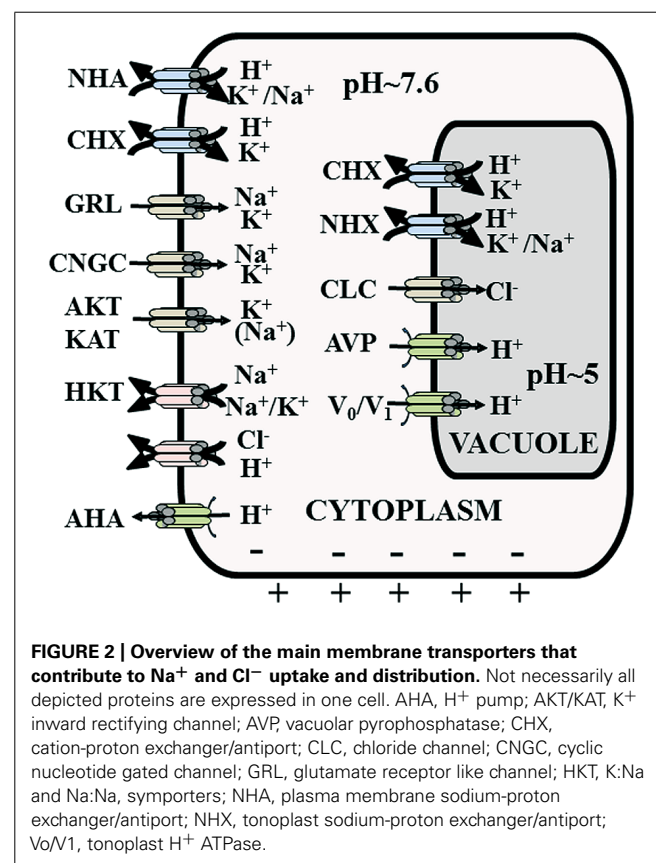 NHA
H⁺
K⁺/Na⁺
pH~7.6
CHX
H⁺
K⁺
GRL
Na⁺
K⁺
CNGC
Na⁺
K⁺
AKT
KAT
K⁺
(Na⁺)
HKT
Na⁺
Na⁺/K⁺
Cl⁻
H⁺
AHA
H⁺
CHX
H⁺
K⁺
NHX
H⁺
K⁺/Na⁺
CLC
Cl⁻
AVP
H⁺
pH~5
V₀/V₁
H⁺
VACUOLE
CYTOPLASM
- - - - -
+ + + + +
FIGURE 2 | Overview of the main membrane transporters that
contribute to Na⁺ and Cl⁻ uptake and distribution. Not necessarily all
depicted proteins are expressed in one cell. AHA, H⁺ pump; AKT/KAT, K⁺
inward rectifying channel; AVP, vacuolar pyrophosphatase; CHX,
cation-proton exchanger/antiport; CLC, chloride channel; CNGC, cyclic
nucleotide gated channel; GRL, glutamate receptor like channel; HKT, K:Na
and Na:Na, symporters; NHA, plasma membrane sodium-proton
exchanger/antiport; NHX, tonoplast sodium-proton exchanger/antiport;
Vo/V1, tonoplast H⁺ ATPase.